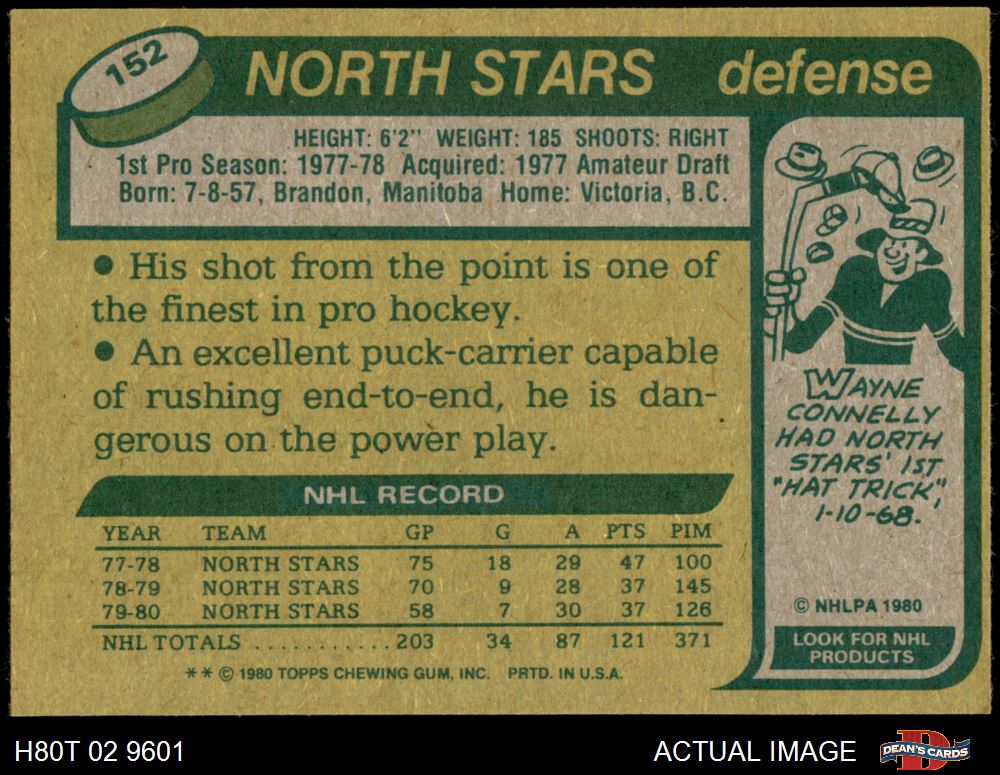 152
NORTH STARS defense
HEIGHT: 6'2" WEIGHT: 185 SHOOTS: RIGHT
1st Pro Season: 1977-78 Acquired: 1977 Amateur Draft
Born: 7-8-57, Brandon, Manitoba Home: Victoria, B.C.
• His shot from the point is one of
the finest in pro hockey.
• An excellent puck-carrier capable
of rushing end-to-end, he is dan-
gerous on the power play.
NHL RECORD
YEAR TEAM GP G A PTS PIM
77-78 NORTH STARS 75 18 29 47 100
78-79 NORTH STARS 70 9 28 37 145
79-80 NORTH STARS 58 7 30 37 126
NHL TOTALS ........... 203 34 87 121 371
** © 1980 TOPPS CHEWING GUM, INC. PRTD. IN U.S.A.
WAYNE
CONNELLY
HAD NORTH
STARS' 1ST
"HAT TRICK",
1-10-68.
© NHLPA 1980
LOOK FOR NHL
PRODUCTS
H80T 02 9601
ACTUAL IMAGE
DEAN'S CARDS